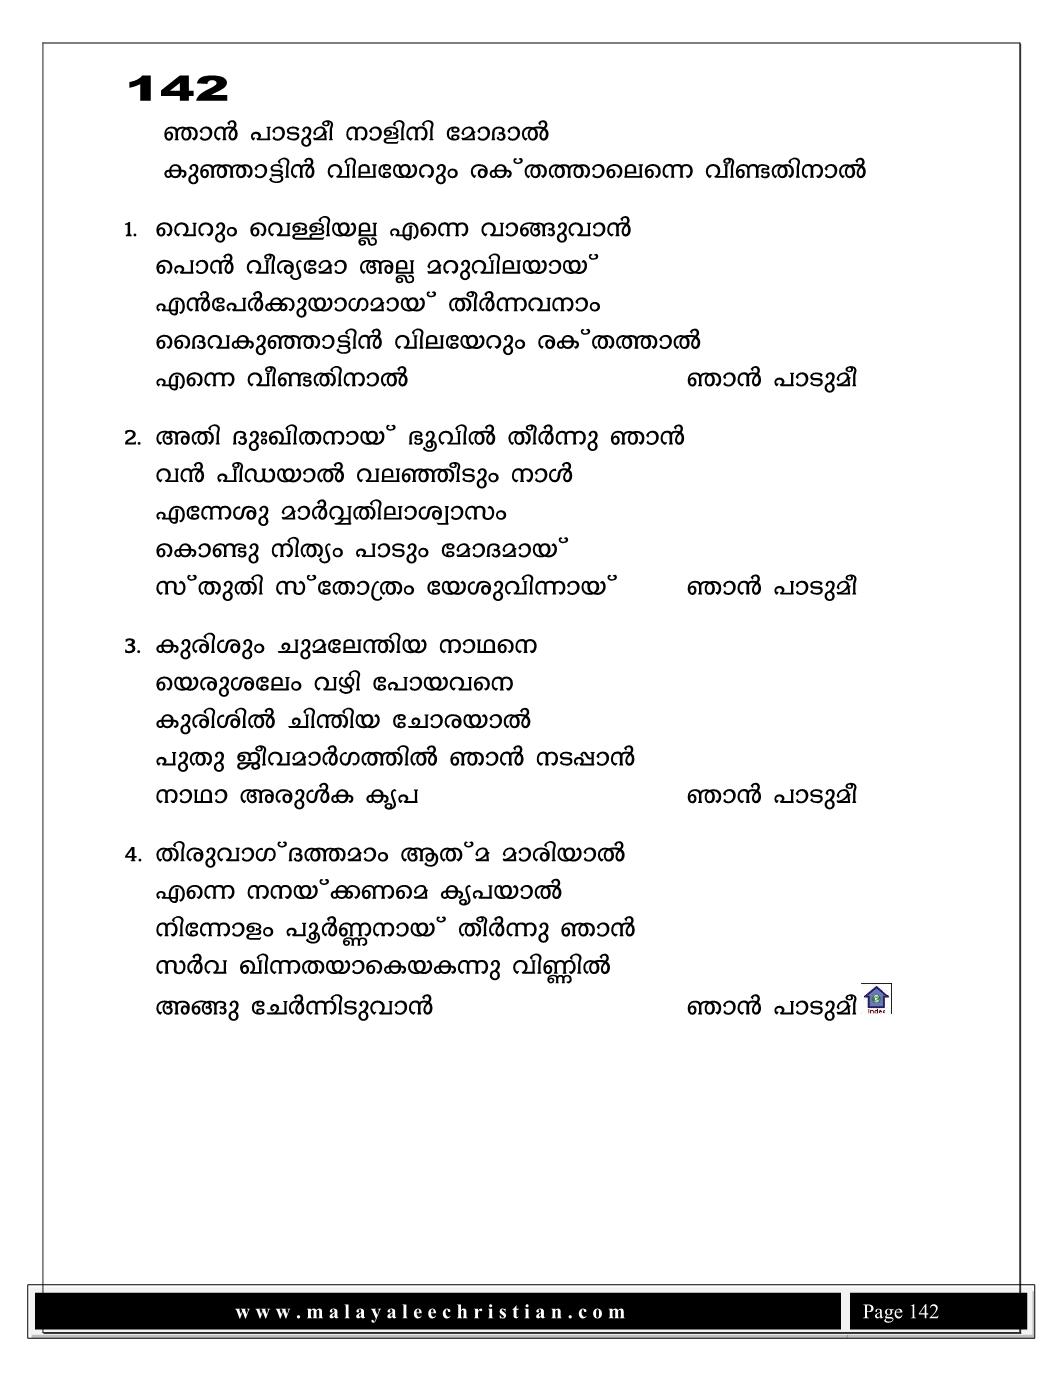 142
ഞാൻ പാടുമീ നാളിനി മോദാൽ
കുഞ്ഞാട്ടിൻ വിലയേറും രക്തത്താലെന്നെ വീണ്ടതിനാൽ
1. വെറും വെള്ളിയല്ല എന്നെ വാങ്ങുവാൻ
പൊൻ വീര്യമോ അല്ല മറുവിലയായ്
എൻപേർക്കുയാഗമായ് തീർന്നവനാം
ദൈവകുഞ്ഞാട്ടിൻ വിലയേറും രക്തത്താൽ
എന്നെ വീണ്ടതിനാൽ ഞാൻ പാടുമീ
2. അതി ദുഃഖിതനായ് ഭൂവിൽ തീർന്നു ഞാൻ
വൻ പീഡയാൽ വലഞ്ഞീടും നാൾ
എന്നേശു മാർവ്വതിലാശ്വാസം
കൊണ്ടു നിത്യം പാടും മോദമായ്
സ്തുതി സ്തോത്രം യേശുവിന്നായ് ഞാൻ പാടുമീ
3. കുരിശും ചുമലേന്തിയ നാഥനെ
യെരുശലേം വഴി പോയവനെ
കുരിശിൽ ചിന്തിയ ചോരയാൽ
പുതു ജീവമാർഗത്തിൽ ഞാൻ നടപ്പാൻ
നാഥാ അരുൾക കൃപ ഞാൻ പാടുമീ
4. തിരുവാഗ്ദത്തമാം ആത്മ മാരിയാൽ
എന്നെ നനയ്ക്കണമെ കൃപയാൽ
നിന്നോളം പൂർണ്ണനായ് തീർന്നു ഞാൻ
സർവ ഖിന്നതയാകെയകന്നു വിണ്ണിൽ
അങ്ങു ചേർന്നിടുവാൻ ഞാൻ പാടുമീ
Index
www.malayaleechristian.com Page 142